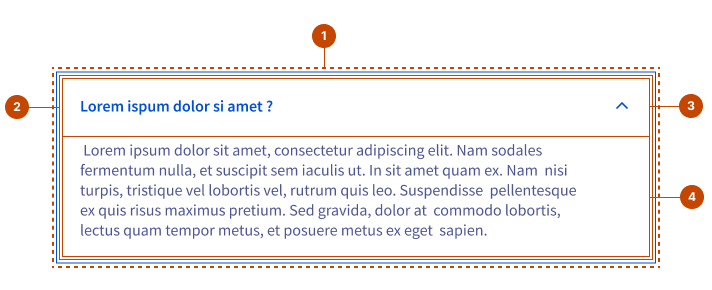 1
2
Lorem ispum dolor si amet ?
3
Lorem ipsum dolor sit amet, consectetur adipiscing elit. Nam sodales
fermentum nulla, et suscipit sem iaculis ut. In sit amet quam ex. Nam nisi
turpis, tristique vel lobortis vel, rutrum quis leo. Suspendisse pellentesque
4
ex quis risus maximus pretium. Sed gravida, dolor at commodo lobortis,
lectus quam tempor metus, et posuere metus ex eget sapien.